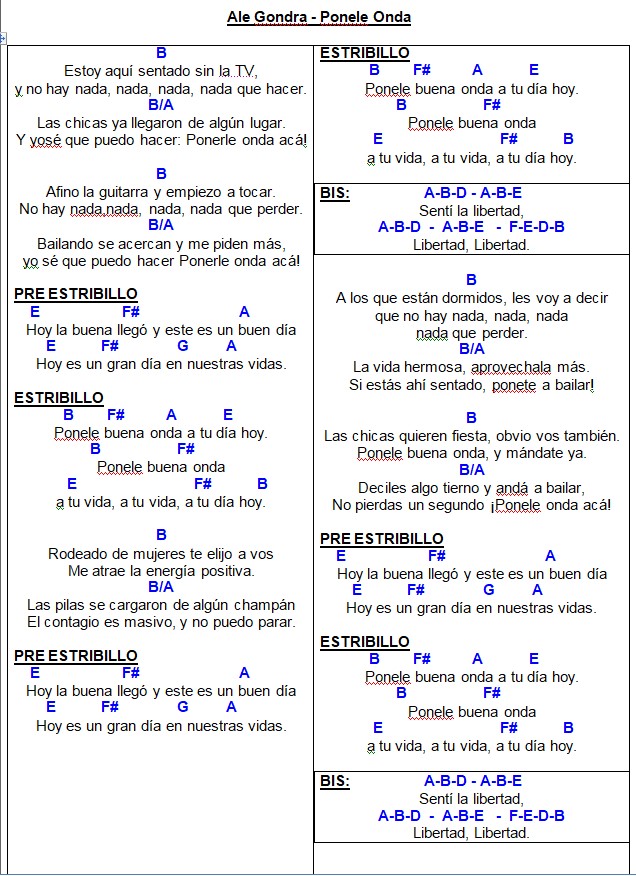 Ale Gondra - Ponele Onda
B
Estoy aquí sentado sin la TV,
y no hay nada, nada, nada, nada que hacer.
B/A
Las chicas ya llegaron de algún lugar.
Y yosé que puedo hacer: Ponerle onda acá!
B
Afino la guitarra y empiezo a tocar.
No hay nada,nada, nada, nada que perder.
B/A
Bailando se acercan y me piden más,
yo sé que puedo hacer Ponerle onda acá!
PRE ESTRIBILLO
E F# A
Hoy la buena llegó y este es un buen día
E F# G A
Hoy es un gran día en nuestras vidas.
ESTRIBILLO
B F# A E
Ponele buena onda a tu día hoy.
B F#
Ponele buena onda
E F# B
a tu vida, a tu vida, a tu día hoy.
B
Rodeado de mujeres te elijo a vos
Me atrae la energía positiva.
B/A
Las pilas se cargaron de algún champán
El contagio es masivo, y no puedo parar.
PRE ESTRIBILLO
E F# A
Hoy la buena llegó y este es un buen día
E F# G A
Hoy es un gran día en nuestras vidas.
ESTRIBILLO
B F# A E
Ponele buena onda a tu día hoy.
B F#
Ponele buena onda
E F# B
a tu vida, a tu vida, a tu día hoy.
BIS: A-B-D - A-B-E
Sentí la libertad,
A-B-D - A-B-E - F-E-D-B
Libertad, Libertad.
B
A los que están dormidos, les voy a decir
que no hay nada, nada, nada
nada que perder.
B/A
La vida hermosa, aprovechala más.
Si estás ahí sentado, ponete a bailar!
B
Las chicas quieren fiesta, obvio vos también.
Ponele buena onda, y mándate ya.
B/A
Deciles algo tierno y andá a bailar,
No pierdas un segundo ¡Ponele onda acá!
PRE ESTRIBILLO
E F# A
Hoy la buena llegó y este es un buen día
E F# G A
Hoy es un gran día en nuestras vidas.
ESTRIBILLO
B F# A E
Ponele buena onda a tu día hoy.
B F#
Ponele buena onda
E F# B
a tu vida, a tu vida, a tu día hoy.
BIS: A-B-D - A-B-E
Sentí la libertad,
A-B-D - A-B-E - F-E-D-B
Libertad, Libertad.